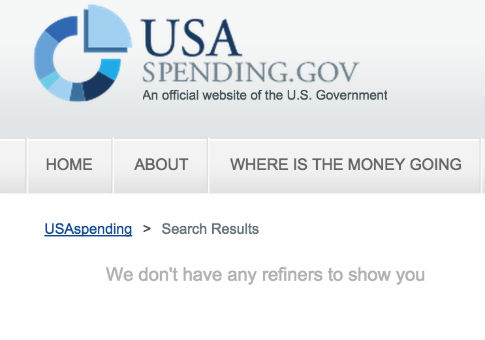 USA
SPENDING.GOV
An official website of the U.S. Government
HOME ABOUT WHERE IS THE MONEY GOING
USAspending > Search Results
We don't have any refiners to show you